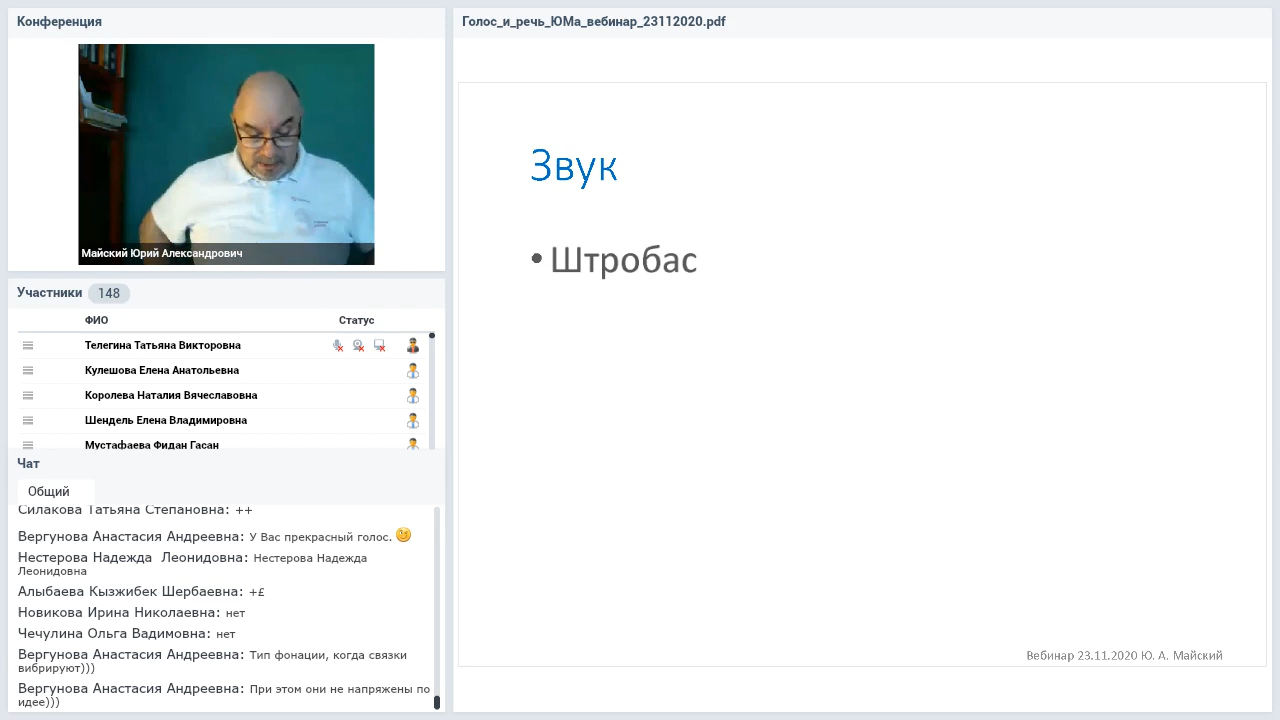 Конференция
Майский Юрий Александрович
Участники 148
ФИО Статус
Телегина Татьяна Викторовна
Кулешова Елена Анатольевна
Королева Наталия Вячеславовна
Шендель Елена Владимировна
Мустафаева Фидан Гасан
Чат
Общий
Силакова Татьяна Степановна: ++
Вергунова Анастасия Андреевна: У Вас прекрасный голос.
Нестерова Надежда Леонидовна: Нестерова Надежда
Леонидовна
Алыбаева Кызжибек Шербаевна: +£
Новикова Ирина Николаевна: нет
Чечулина Ольга Вадимовна: нет
Вергунова Анастасия Андреевна: Тип фонации, когда связки
вибрируют)))
Вергунова Анастасия Андреевна: При этом они не напряжены по
идее)))
Голос_и_речь_ЮМа_вебинар_23112020.pdf
Звук
• Штробас
Вебинар 23.11.2020 Ю. А. Майский